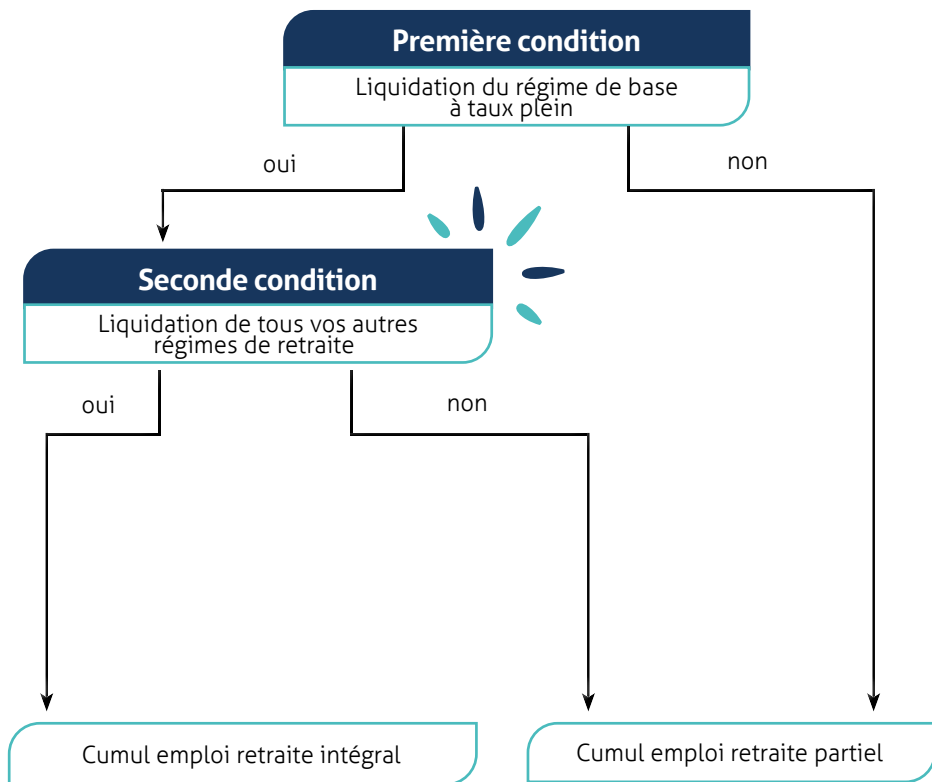 Première condition
Liquidation du régime de base
à taux plein
oui
non
Seconde condition
Liquidation de tous vos autres
régimes de retraite
oui
non
Cumul emploi retraite intégral
Cumul emploi retraite partiel